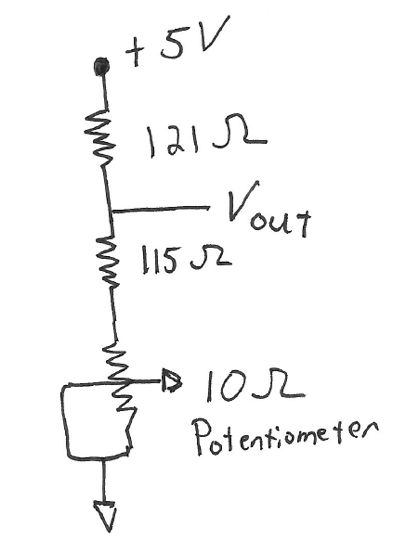 +5V
121Ω
Vout
115Ω
10Ω
Potentiometer